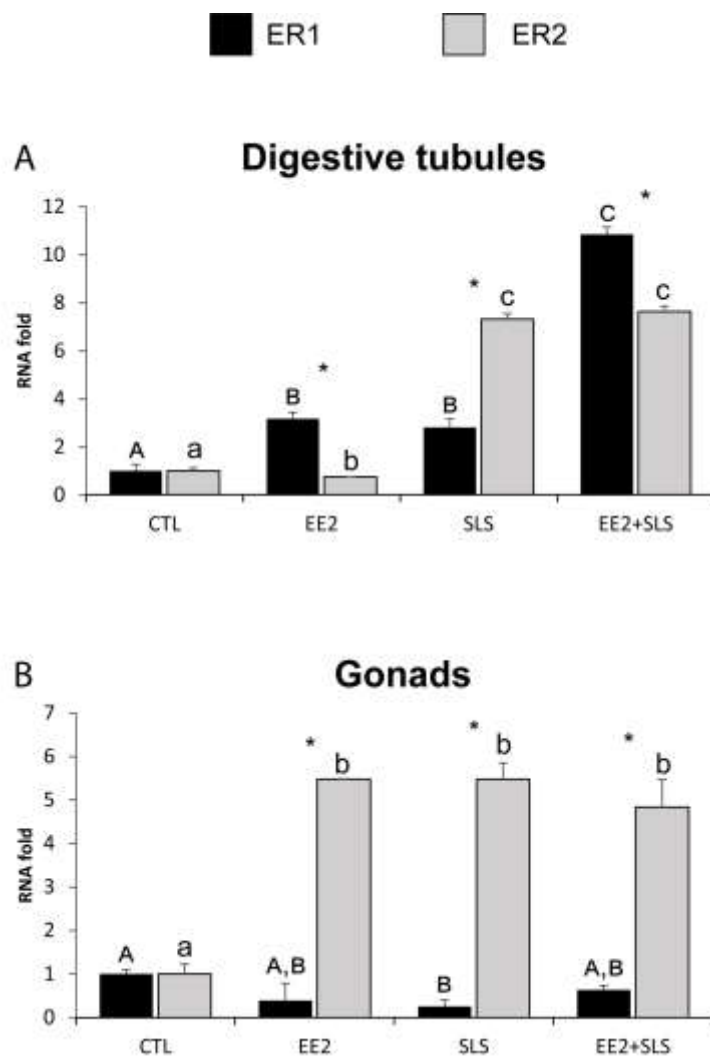 ER1 ER2
A Digestive tubules
RNA fold
12
10
8
6
4
2
0
A a
B b *
B c *
C c *
CTL EE2 SLS EE2+SLS
B Gonads
RNA fold
7
6
5
4
3
2
1
0
A a
A,B b *
B b *
A,B b *
CTL EE2 SLS EE2+SLS